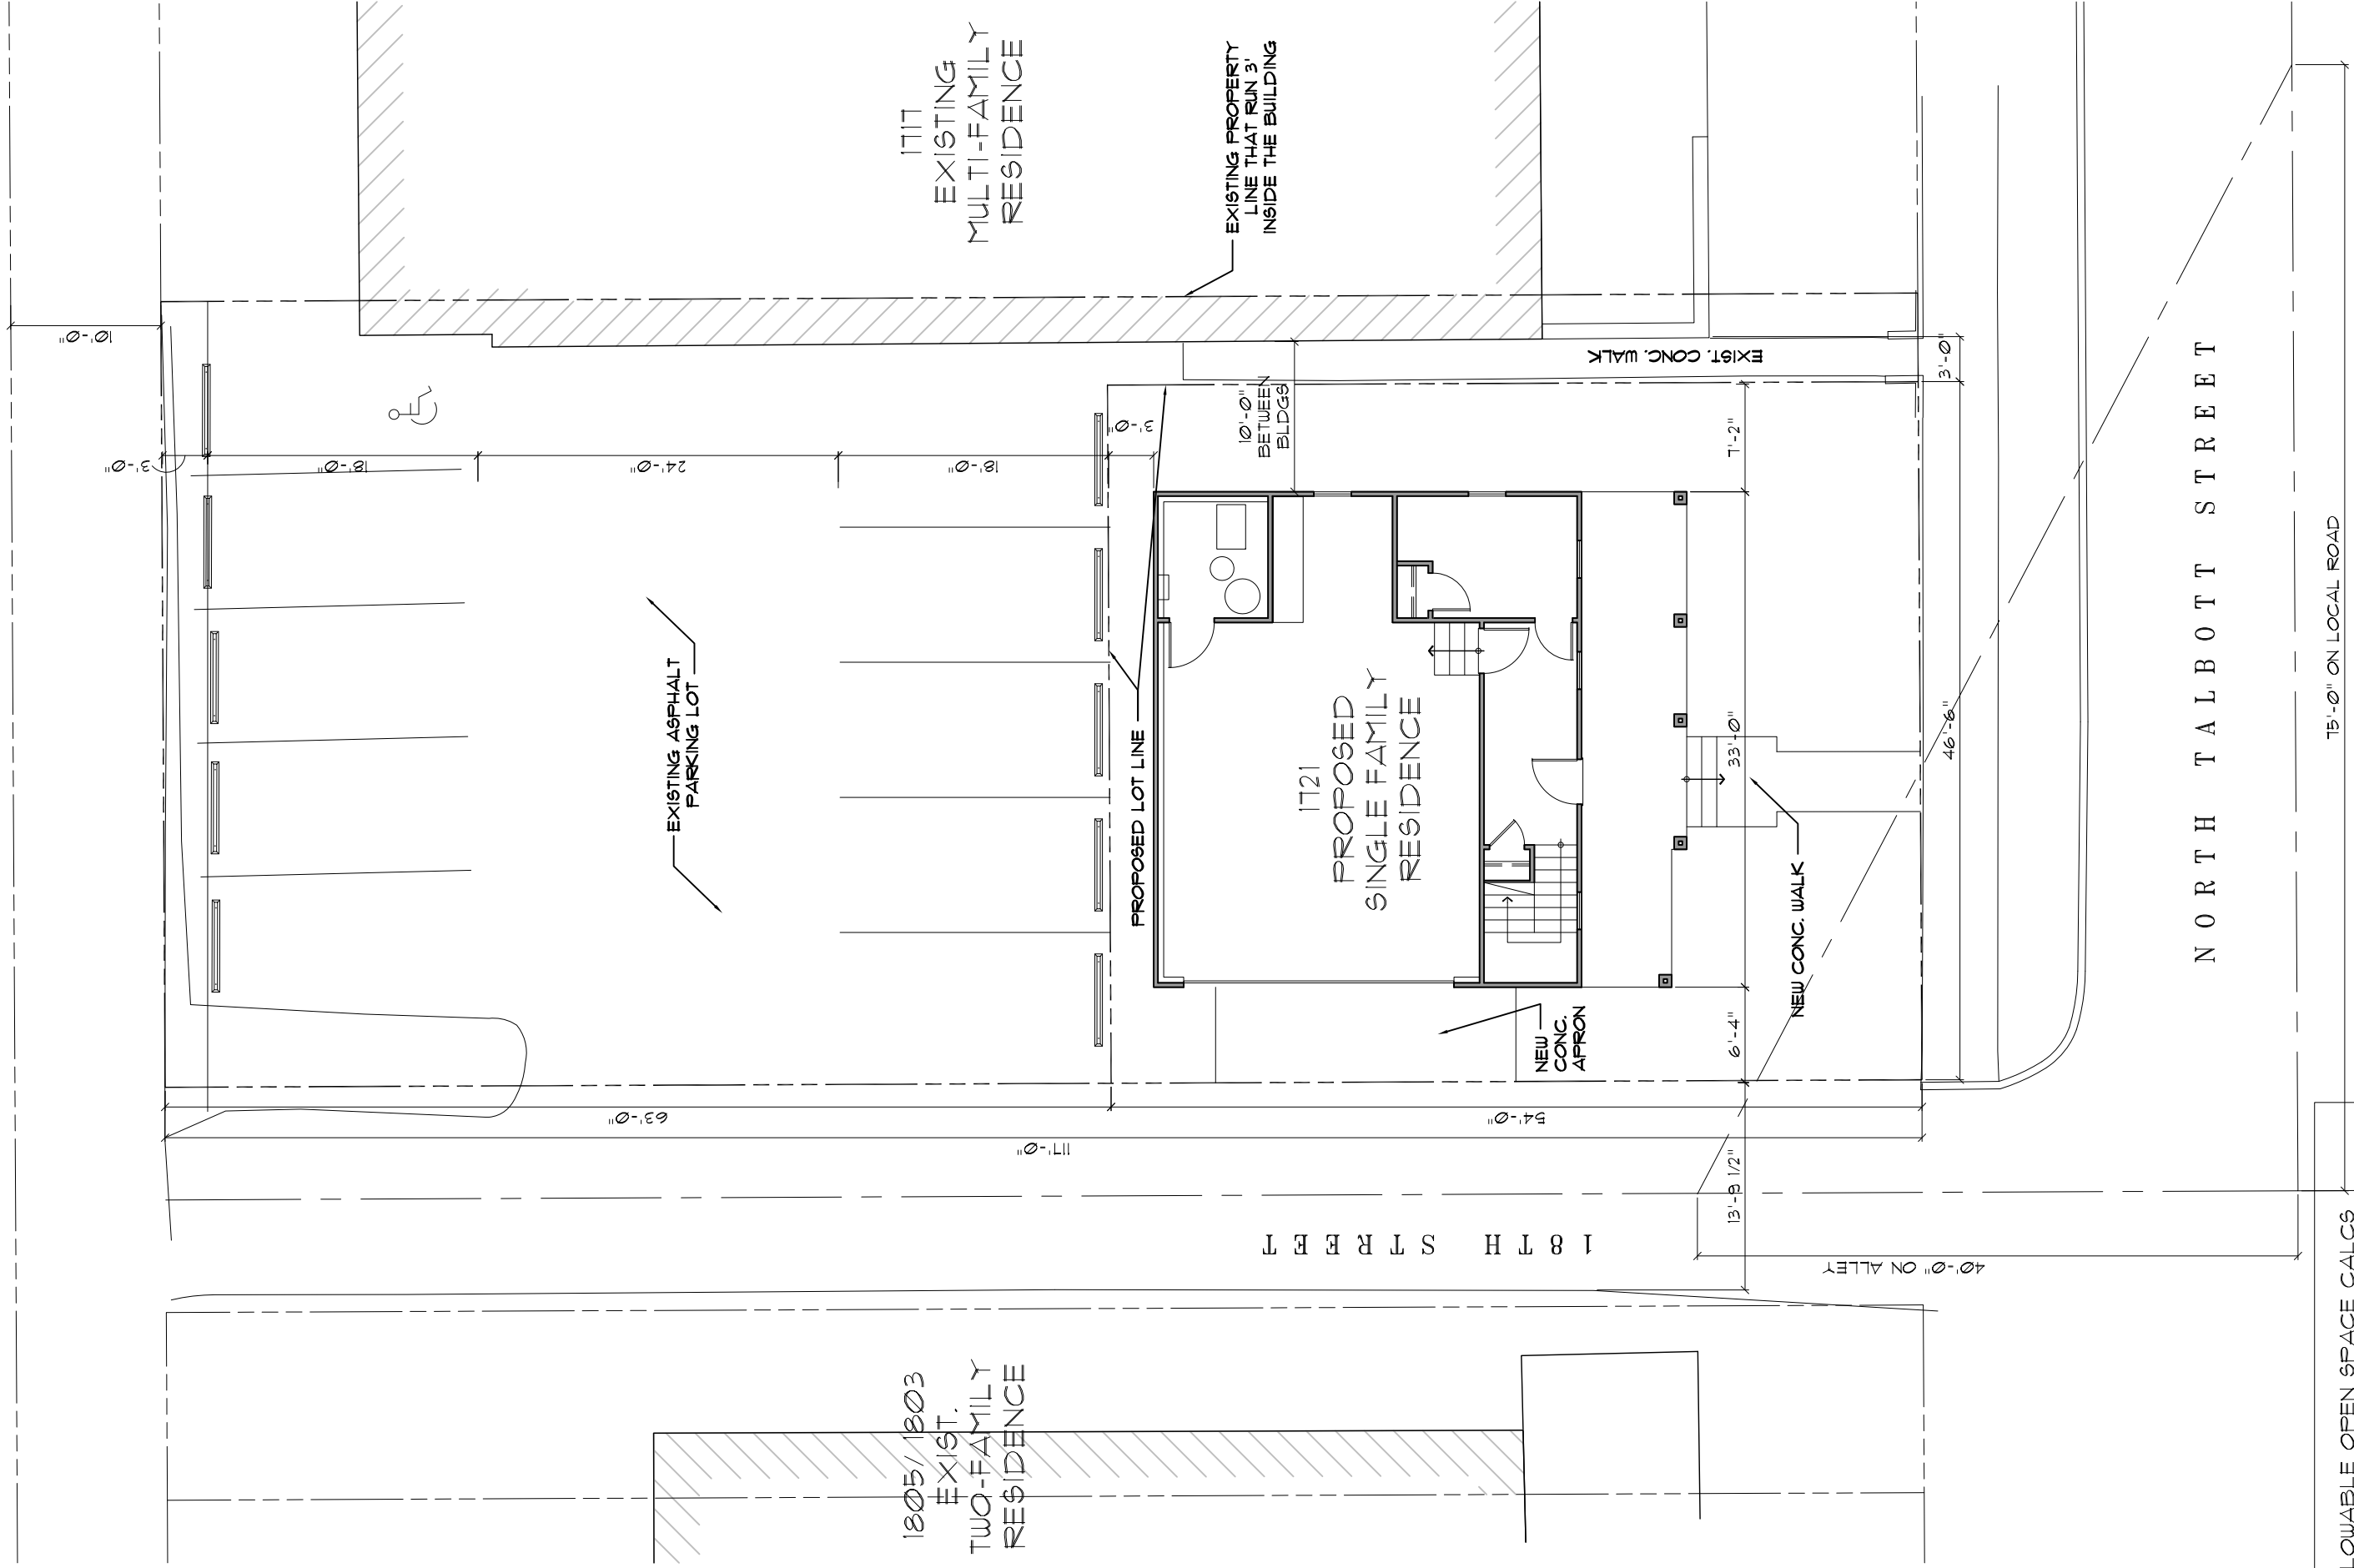 1717
EXISTING
MULTI-FAMILY
RESIDENCE
EXISTING PROPERTY
LINE THAT RUN 3'
INSIDE THE BUILDING
10'-0"
3'-0"
18'-0"
24'-0"
18'-0"
3'-0"
10'-0"
BETWEEN
BLDGS
EXIST. CONC. WALK
3'-0"
7'-2"
EXISTING ASPHALT
PARKING LOT
PROPOSED LOT LINE
1721
PROPOSED
SINGLE FAMILY
RESIDENCE
33'-0"
46'-6"
NEW CONC. WALK
NEW
CONC.
APRON
6'-4"
63'-0"
54'-0"
117'-0"
13'-9 1/2"
18TH STREET
40'-0" ON ALLEY
NORTH TALBOTT STREET
75'-0" ON LOCAL ROAD
1805/1803
EXIST.
TWO-FAMILY
RESIDENCE
OPEN SPACE CALCS